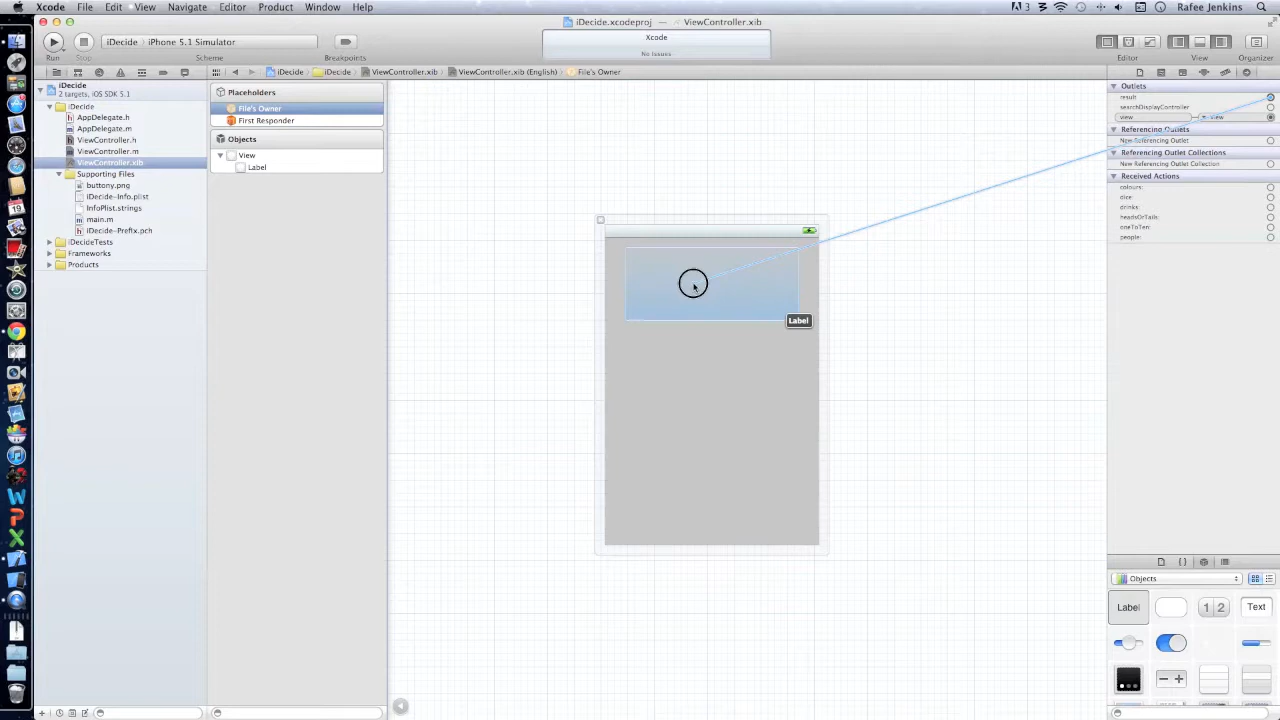 Xcode File Edit View Navigate Editor Product Window Help
3 Rafee Jenkins
iDecide.xcodeproj — ViewController.xib
iDecide iPhone 5.1 Simulator
Xcode
No Issues
Run Stop Scheme Breakpoints Editor View Organizer
iDecide iDecide ViewController.xib ViewController.xib (English) File's Owner
iDecide
2 targets, iOS SDK 5.1
iDecide
AppDelegate.h
AppDelegate.m
ViewController.h
ViewController.m
ViewController.xib
Supporting Files
buttony.png
iDecide-Info.plist
InfoPlist.strings
main.m
iDecide-Prefix.pch
iDecideTests
Frameworks
Products
Placeholders
File's Owner
First Responder
Objects
View
Label
Label
Outlets
result
searchDisplayController
view View
Referencing Outlets
New Referencing Outlet
Referencing Outlet Collections
New Referencing Outlet Collection
Received Actions
colours:
dice:
drinks:
headsOrTails:
oneToTen:
people:
Objects
Label 1 2 Text